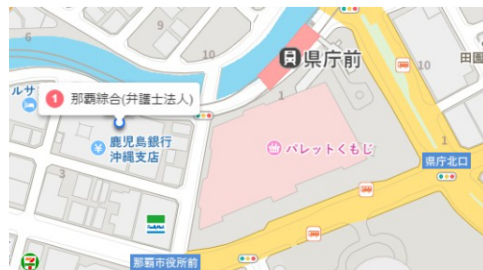 6
9
10
県庁前
10
田園
ルサ
1 那覇綜合(弁護士法人)
1
鹿児島銀行
沖縄支店
パレットくもじ
1
県庁北口
3
那覇市役所前